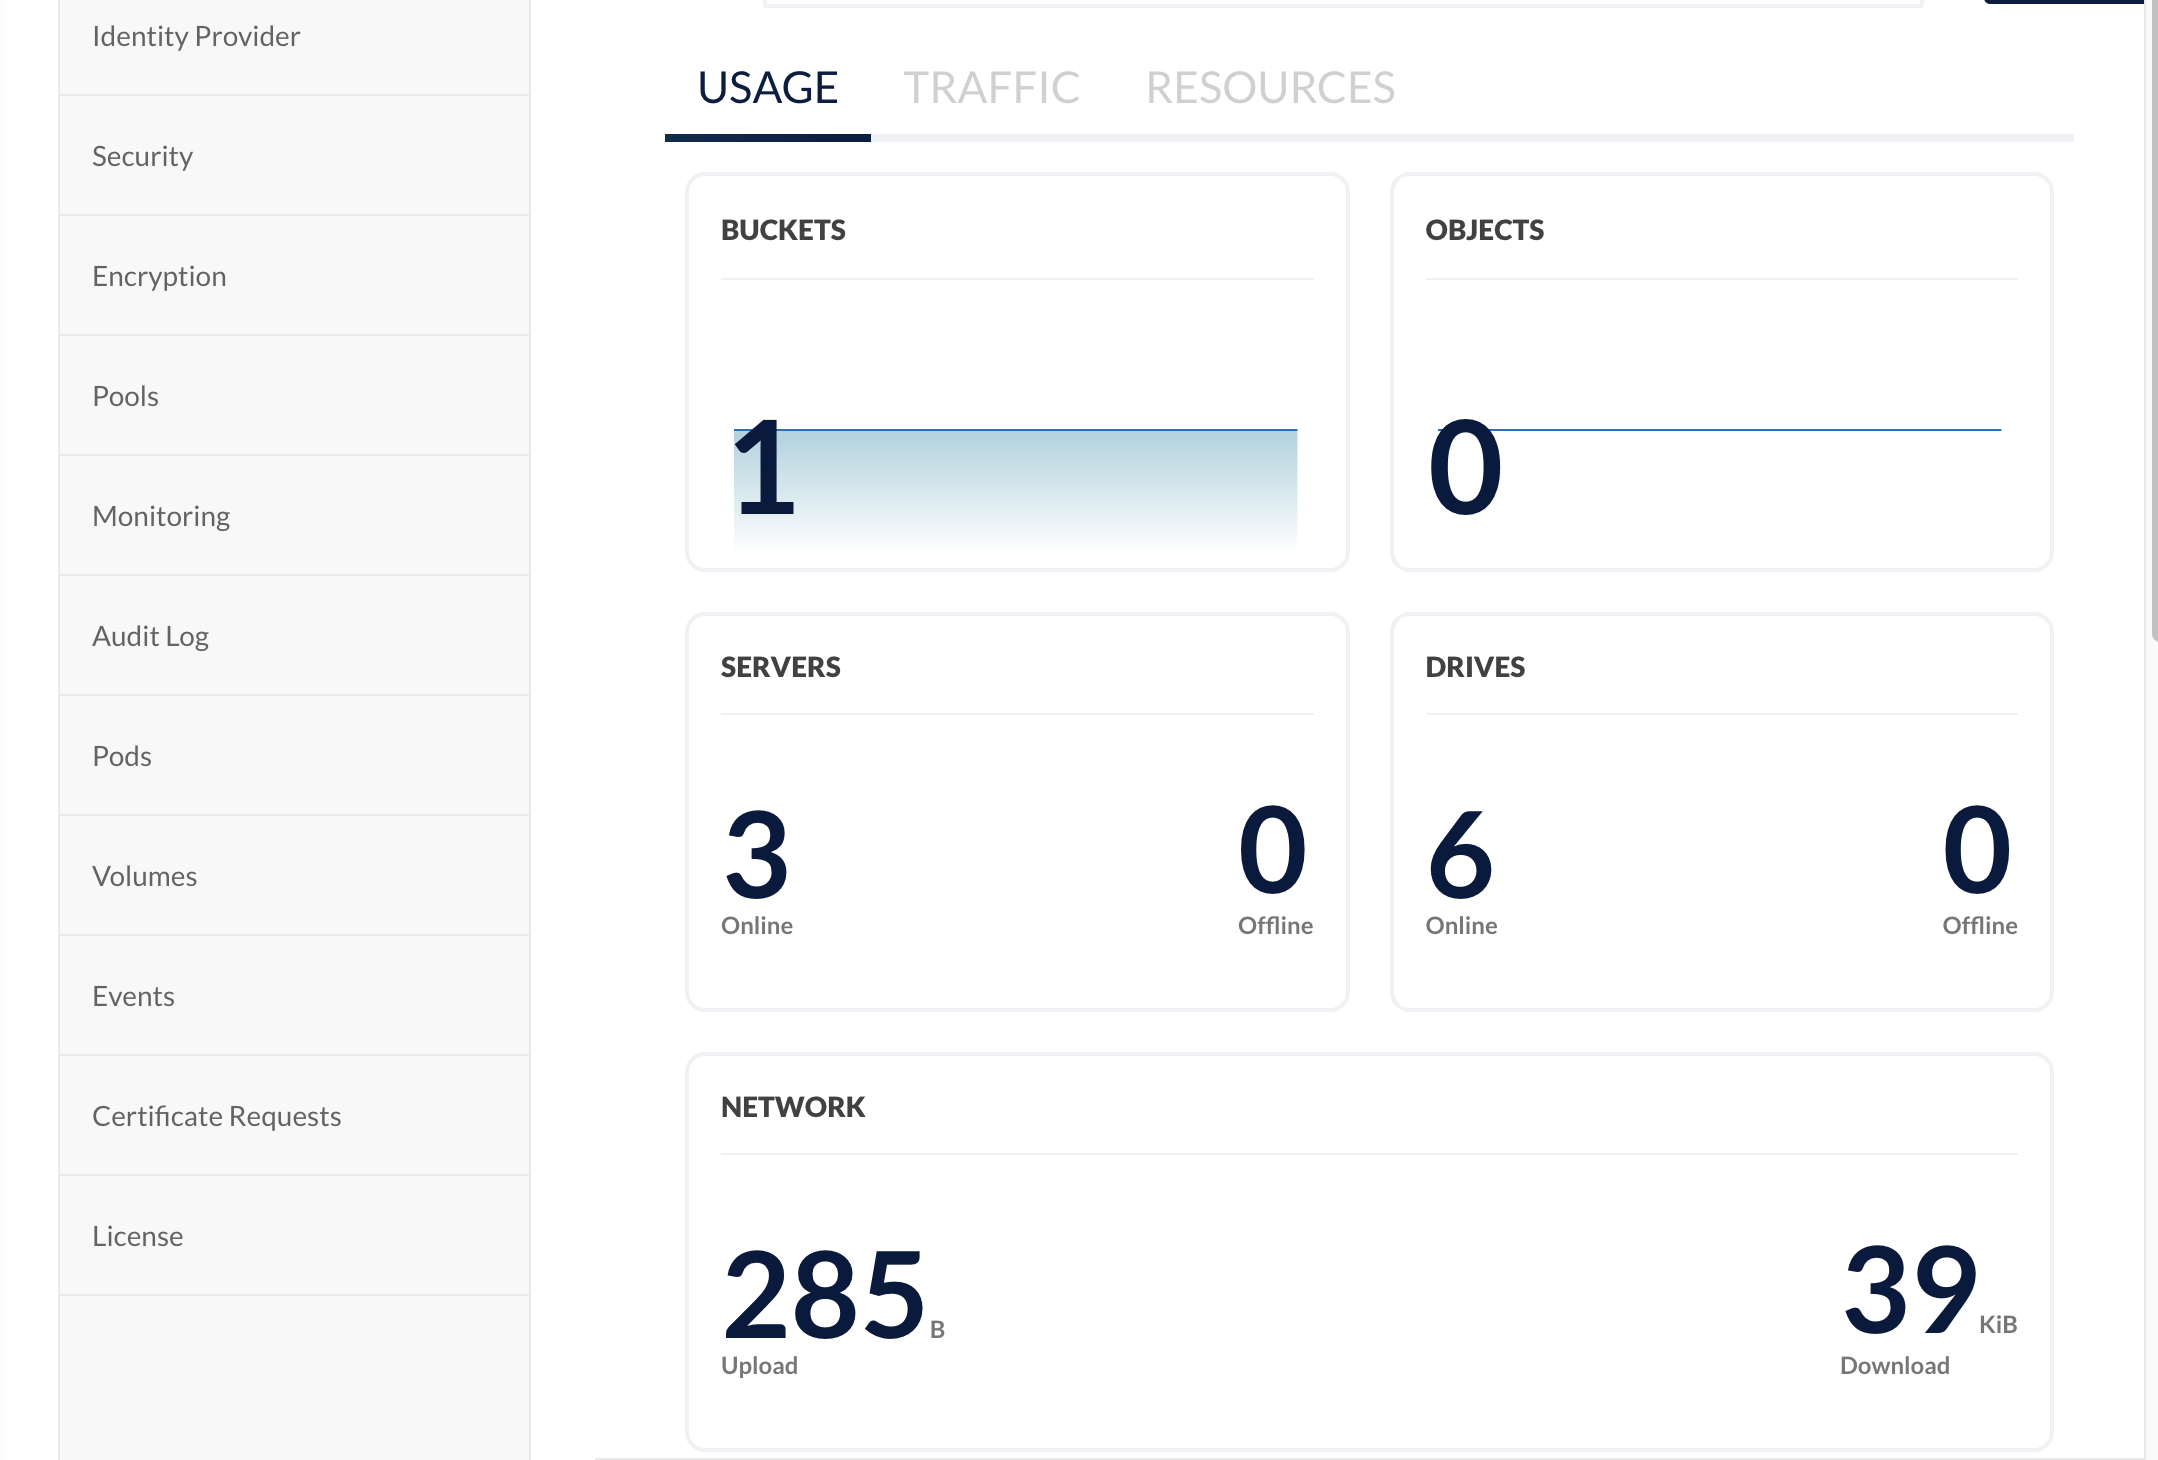 Identity Provider
Security
Encryption
Pools
Monitoring
Audit Log
Pods
Volumes
Events
Certificate Requests
License
USAGE TRAFFIC RESOURCES
BUCKETS
1
OBJECTS
0
SERVERS
3 0
Online Offline
DRIVES
6 0
Online Offline
NETWORK
285 B 39 KiB
Upload Download